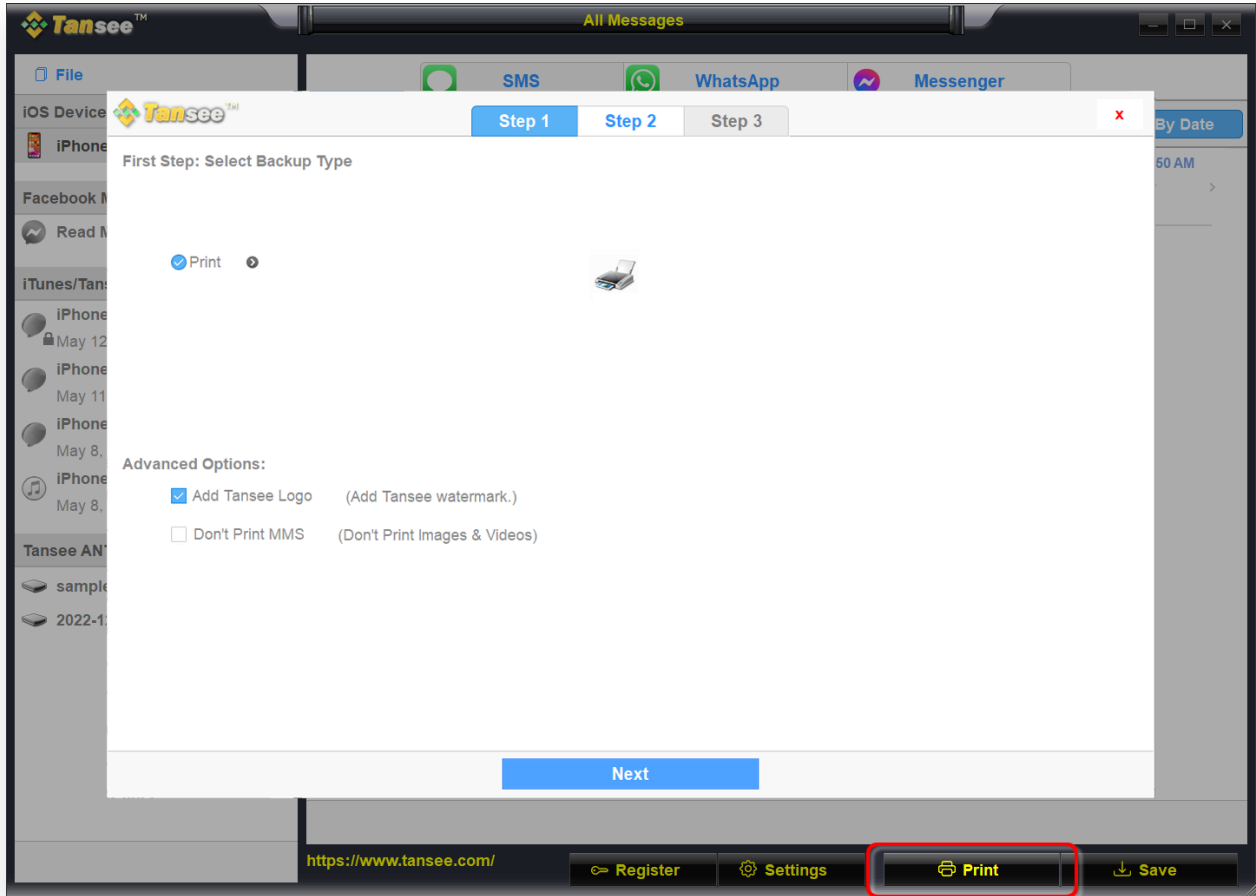 Tansee™
All Messages
File
SMS
WhatsApp
Messenger
iOS Device
Tansee™
Step 1
Step 2
Step 3
x
By Date
iPhone
First Step: Select Backup Type
50 AM
Facebook M
Read M
Print
iTunes/Tans
iPhone
May 12
iPhone
May 11
iPhone
May 8,
Advanced Options:
iPhone
Add Tansee Logo (Add Tansee watermark.)
May 8,
Don't Print MMS (Don't Print Images & Videos)
Tansee AN
sample
2022-1
Next
https://www.tansee.com/
Register
Settings
Print
Save